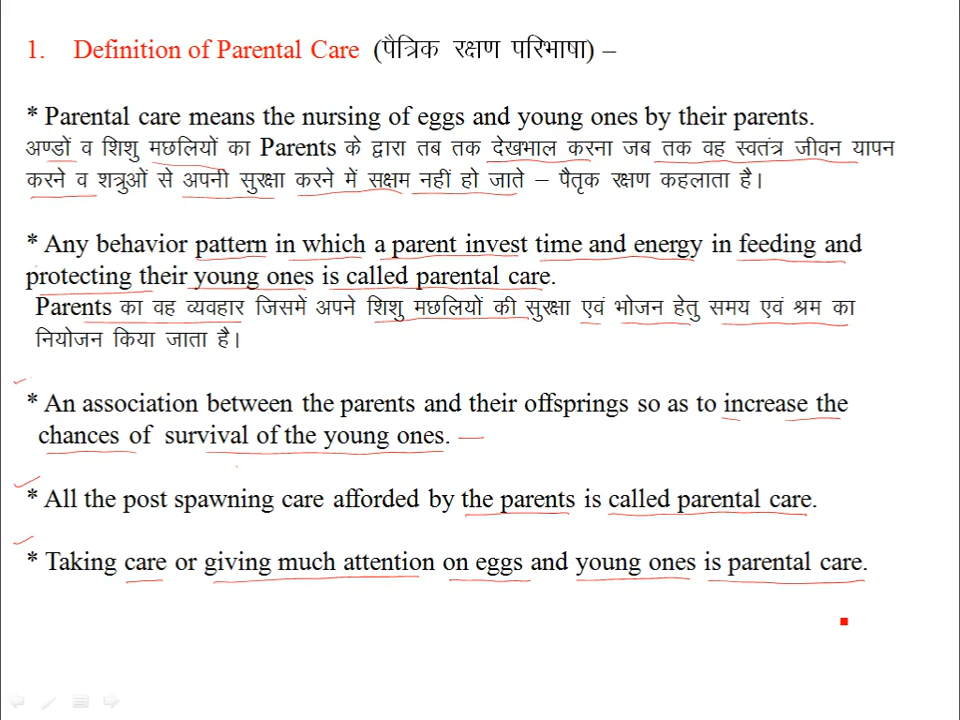 1. Definition of Parental Care (पैत्रिक रक्षण परिभाषा) –
* Parental care means the nursing of eggs and young ones by their parents.
अण्डों व शिशु मछलियों का Parents के द्वारा तब तक देखभाल करना जब तक वह स्वतंत्र जीवन यापन
करने व शत्रुओं से अपनी सुरक्षा करने में सक्षम नहीं हो जाते – पैतृक रक्षण कहलाता है।
* Any behavior pattern in which a parent invest time and energy in feeding and
protecting their young ones is called parental care.
Parents का वह व्यवहार जिसमें अपने शिशु मछलियों की सुरक्षा एवं भोजन हेतु समय एवं श्रम का
नियोजन किया जाता है।
* An association between the parents and their offsprings so as to increase the
chances of survival of the young ones.
* All the post spawning care afforded by the parents is called parental care.
* Taking care or giving much attention on eggs and young ones is parental care.